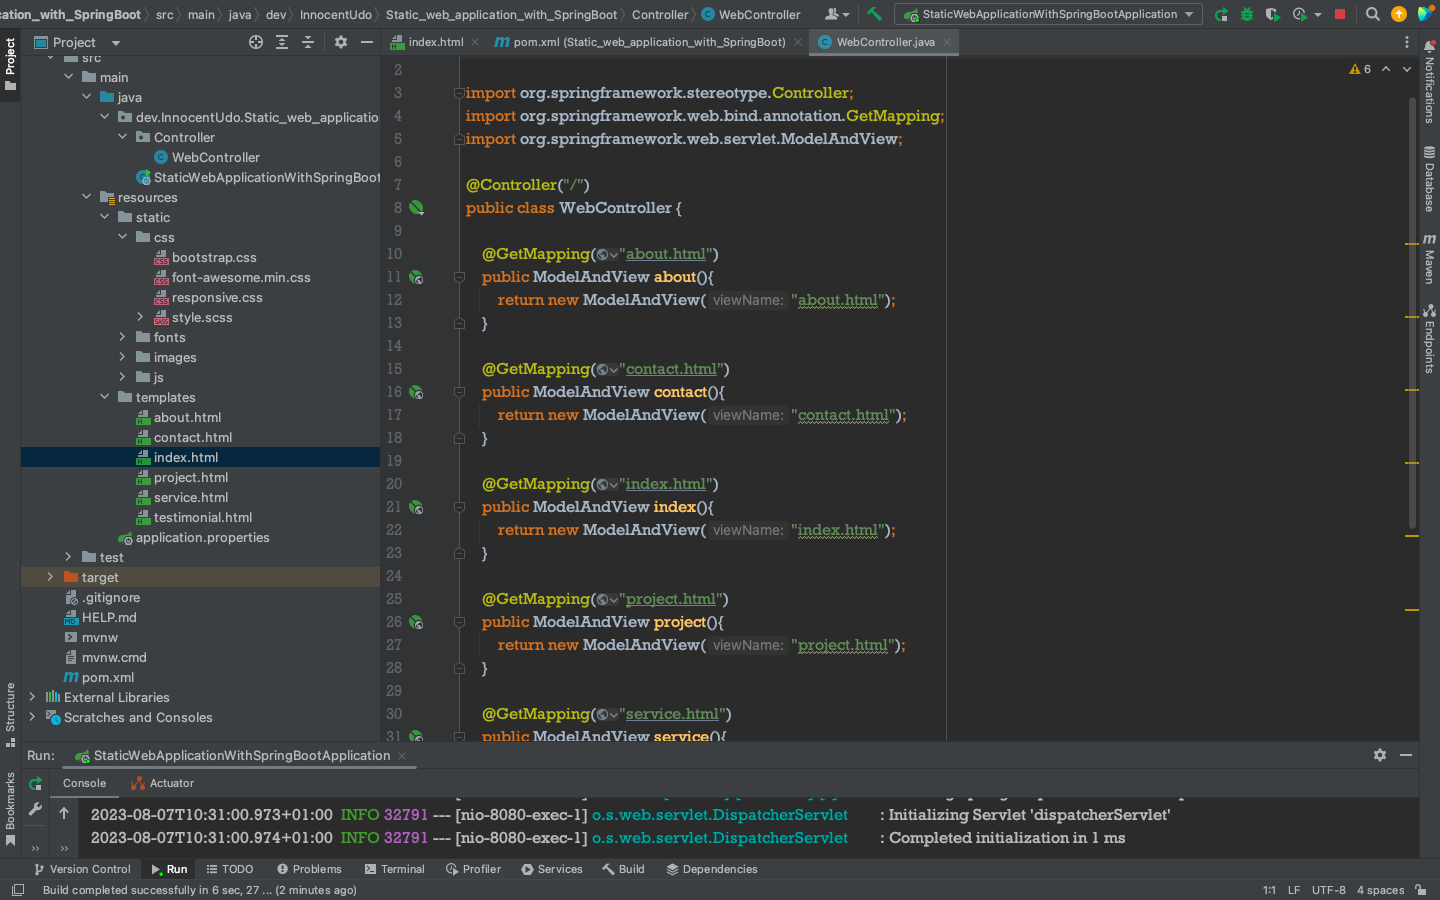 cation_with_SpringBoot src main java dev InnocentUdo Static_web_application_with_SpringBoot Controller WebController StaticWebApplicationWithSpringBootApplication
Project
Project
index.html
pom.xml (Static_web_application_with_SpringBoot)
WebController.java
src
main
java
dev.InnocentUdo.Static_web_applicatio
Controller
WebController
StaticWebApplicationWithSpringBoot
resources
static
css
bootstrap.css
font-awesome.min.css
responsive.css
style.scss
fonts
images
js
templates
about.html
contact.html
index.html
project.html
service.html
testimonial.html
application.properties
test
target
.gitignore
HELP.md
mvnw
mvnw.cmd
pom.xml
External Libraries
Scratches and Consoles
6
2
3 import org.springframework.stereotype.Controller;
4 import org.springframework.web.bind.annotation.GetMapping;
5 import org.springframework.web.servlet.ModelAndView;
6
7 @Controller("/")
8 public class WebController {
9
10 @GetMapping("about.html")
11 public ModelAndView about(){
12 return new ModelAndView( viewName: "about.html");
13 }
14
15 @GetMapping("contact.html")
16 public ModelAndView contact(){
17 return new ModelAndView( viewName: "contact.html");
18 }
19
20 @GetMapping("index.html")
21 public ModelAndView index(){
22 return new ModelAndView( viewName: "index.html");
23 }
24
25 @GetMapping("project.html")
26 public ModelAndView project(){
27 return new ModelAndView( viewName: "project.html");
28 }
29
30 @GetMapping("service.html")
31 public ModelAndView service(){
Notifications
Database
Maven
Endpoints
Structure
Bookmarks
Run: StaticWebApplicationWithSpringBootApplication
Console Actuator
2023-08-07T10:31:00.973+01:00 INFO 32791 --- [nio-8080-exec-1] o.s.web.servlet.DispatcherServlet : Initializing Servlet 'dispatcherServlet'
2023-08-07T10:31:00.974+01:00 INFO 32791 --- [nio-8080-exec-1] o.s.web.servlet.DispatcherServlet : Completed initialization in 1 ms
Version Control Run TODO Problems Terminal Profiler Services Build Dependencies
Build completed successfully in 6 sec, 27 ... (2 minutes ago) 1:1 LF UTF-8 4 spaces